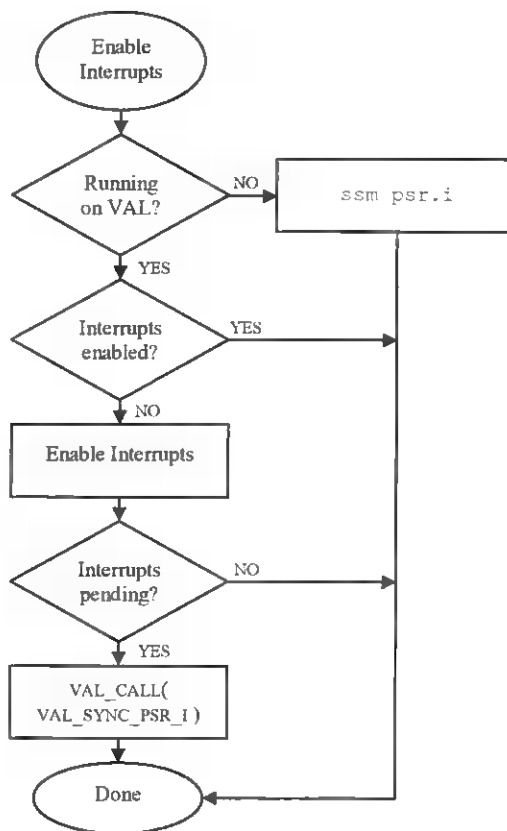 Enable
Interrupts
Running
on VAL?
NO
ssm psr.i
YES
Interrupts
enabled?
YES
NO
Enable Interrupts
Interrupts
pending?
NO
YES
VAL_CALL(
VAL_SYNC_PSR_I)
Done